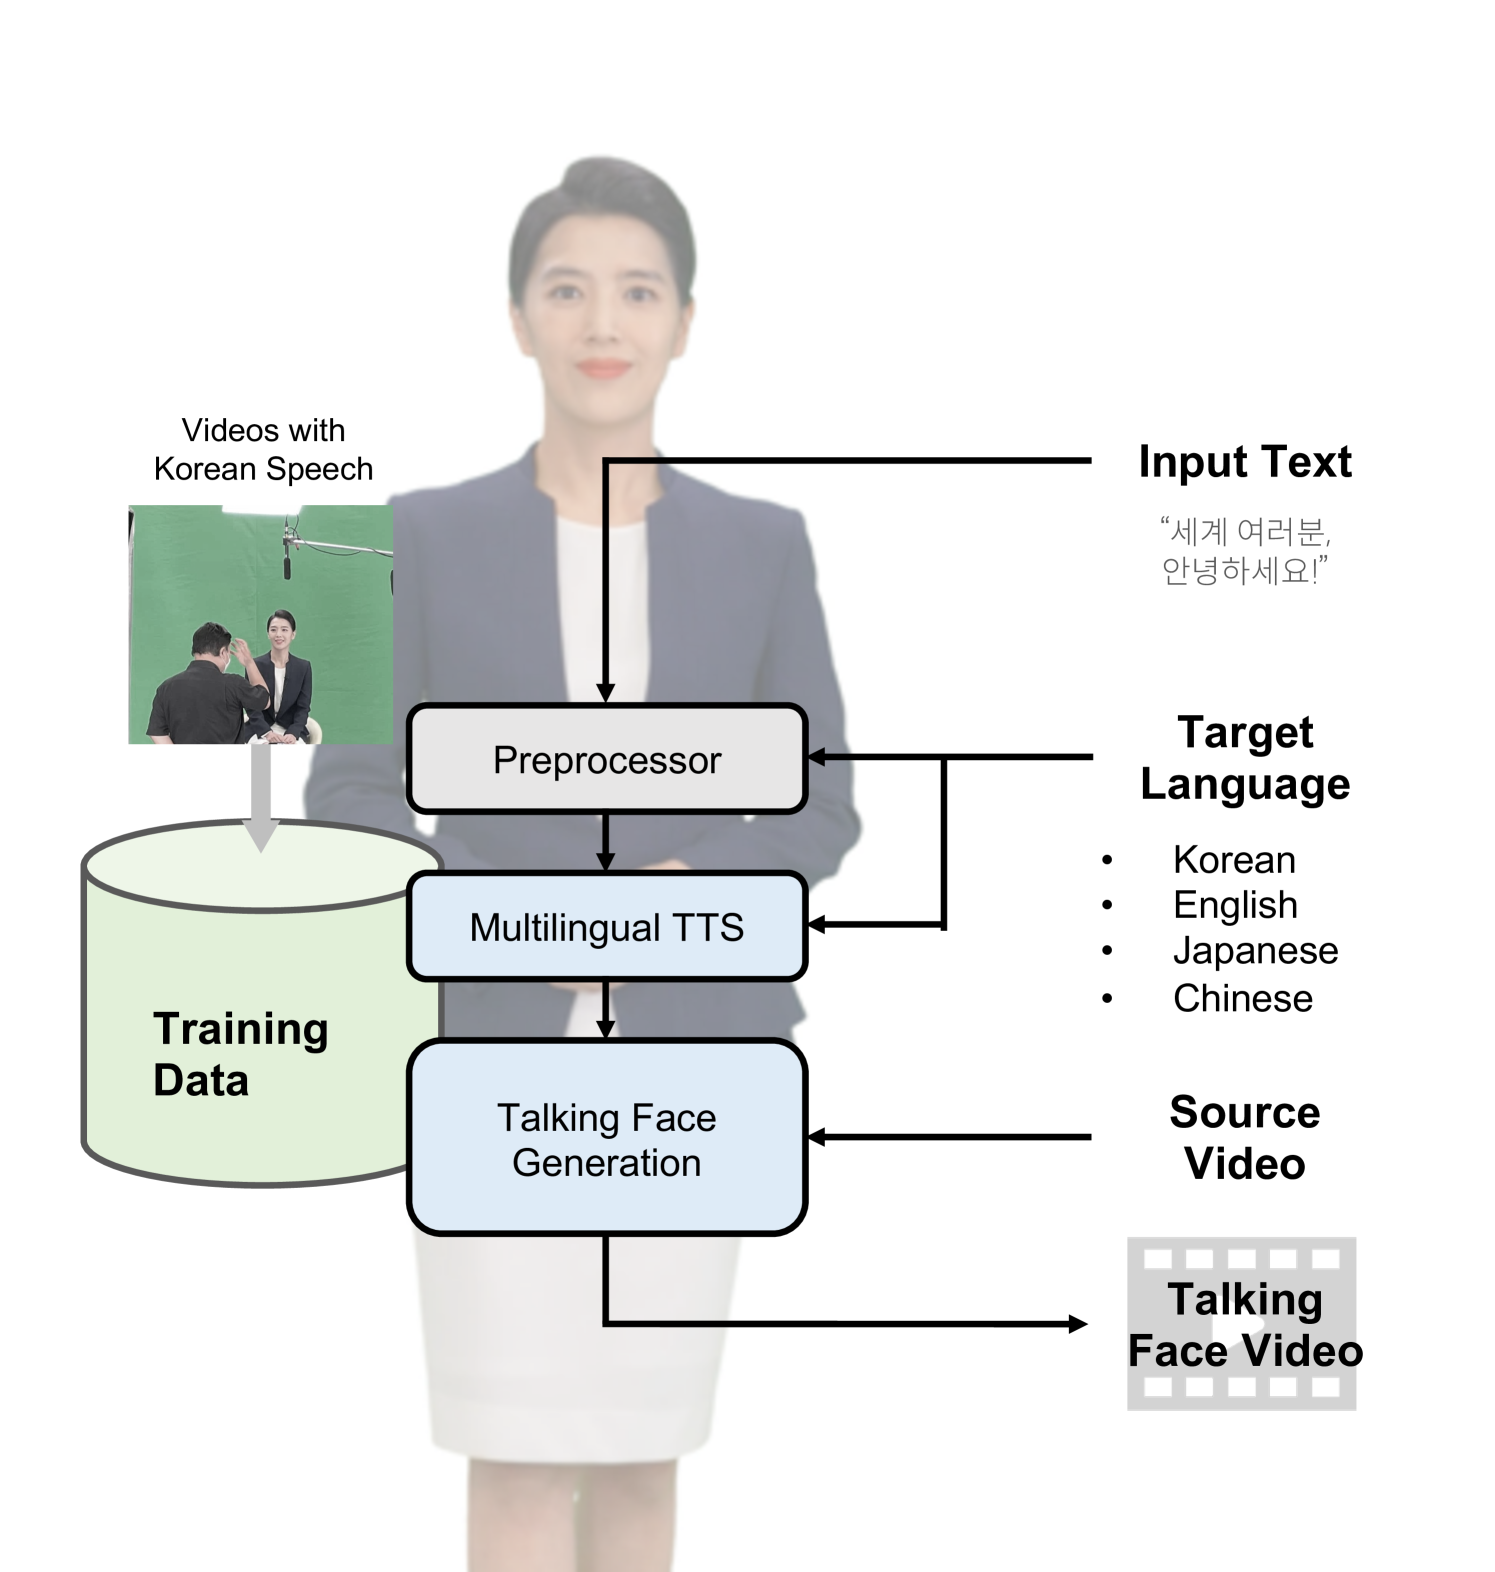 Videos with
Korean Speech
Input Text
“세계 여러분,
안녕하세요!”
Preprocessor
Target
Language
Multilingual TTS
• Korean
• English
• Japanese
• Chinese
Training
Data
Talking Face
Generation
Source
Video
Talking
Face Video